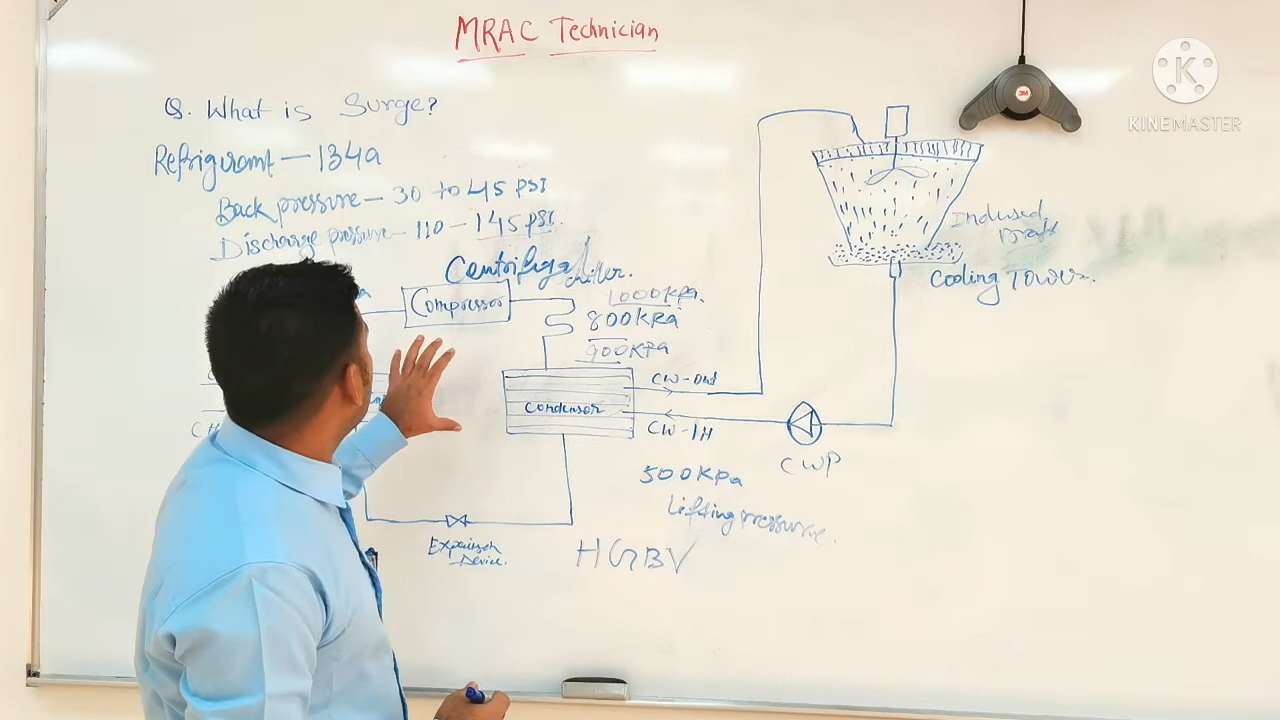 MRAC Technician
KINEMASTER
3M
Q. What is Surge?
Refrigerant — 134a
Back pressure — 30 to 45 PSI
Discharge pressure — 110 — 145 PSI.
Centrifugal chiller.
Compressor
1000KPa.
800KPa
900KPa
CW-out
Condenser
CW-IN
CWP
500KPa
Lifting pressure.
Expansion
Device.
HGBV
Induced
Draft
Cooling Tower.